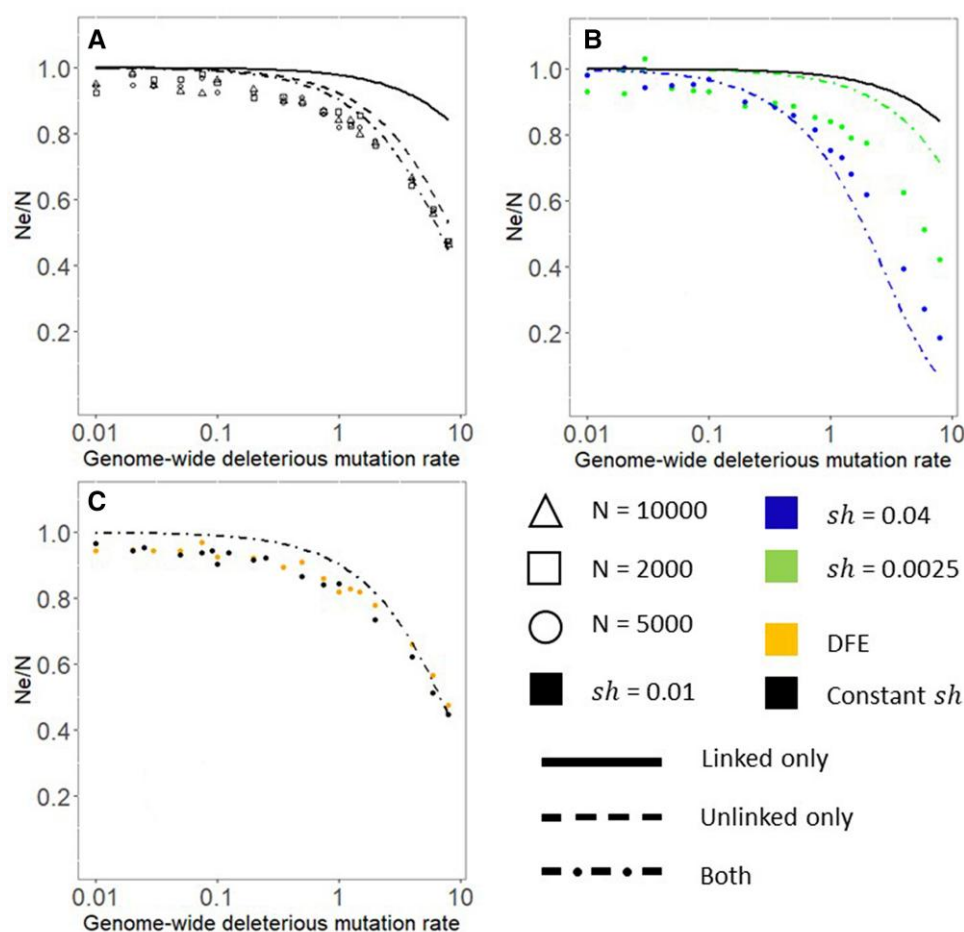 A
1.0
0.8
0.6
0.4
0.2
Ne/N
0.01 0.1 1 10
Genome-wide deleterious mutation rate
B
1.0
0.8
0.6
0.4
0.2
Ne/N
0.01 0.1 1 10
Genome-wide deleterious mutation rate
C
1.0
0.8
0.6
0.4
0.2
Ne/N
0.01 0.1 1 10
Genome-wide deleterious mutation rate
N = 10000
N = 2000
N = 5000
sh = 0.01
sh = 0.04
sh = 0.0025
DFE
Constant sh
Linked only
Unlinked only
Both